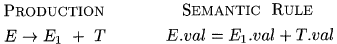 PRODUCTION SEMANTIC RULE
E → E₁ + T E.val = E₁.val + T.val